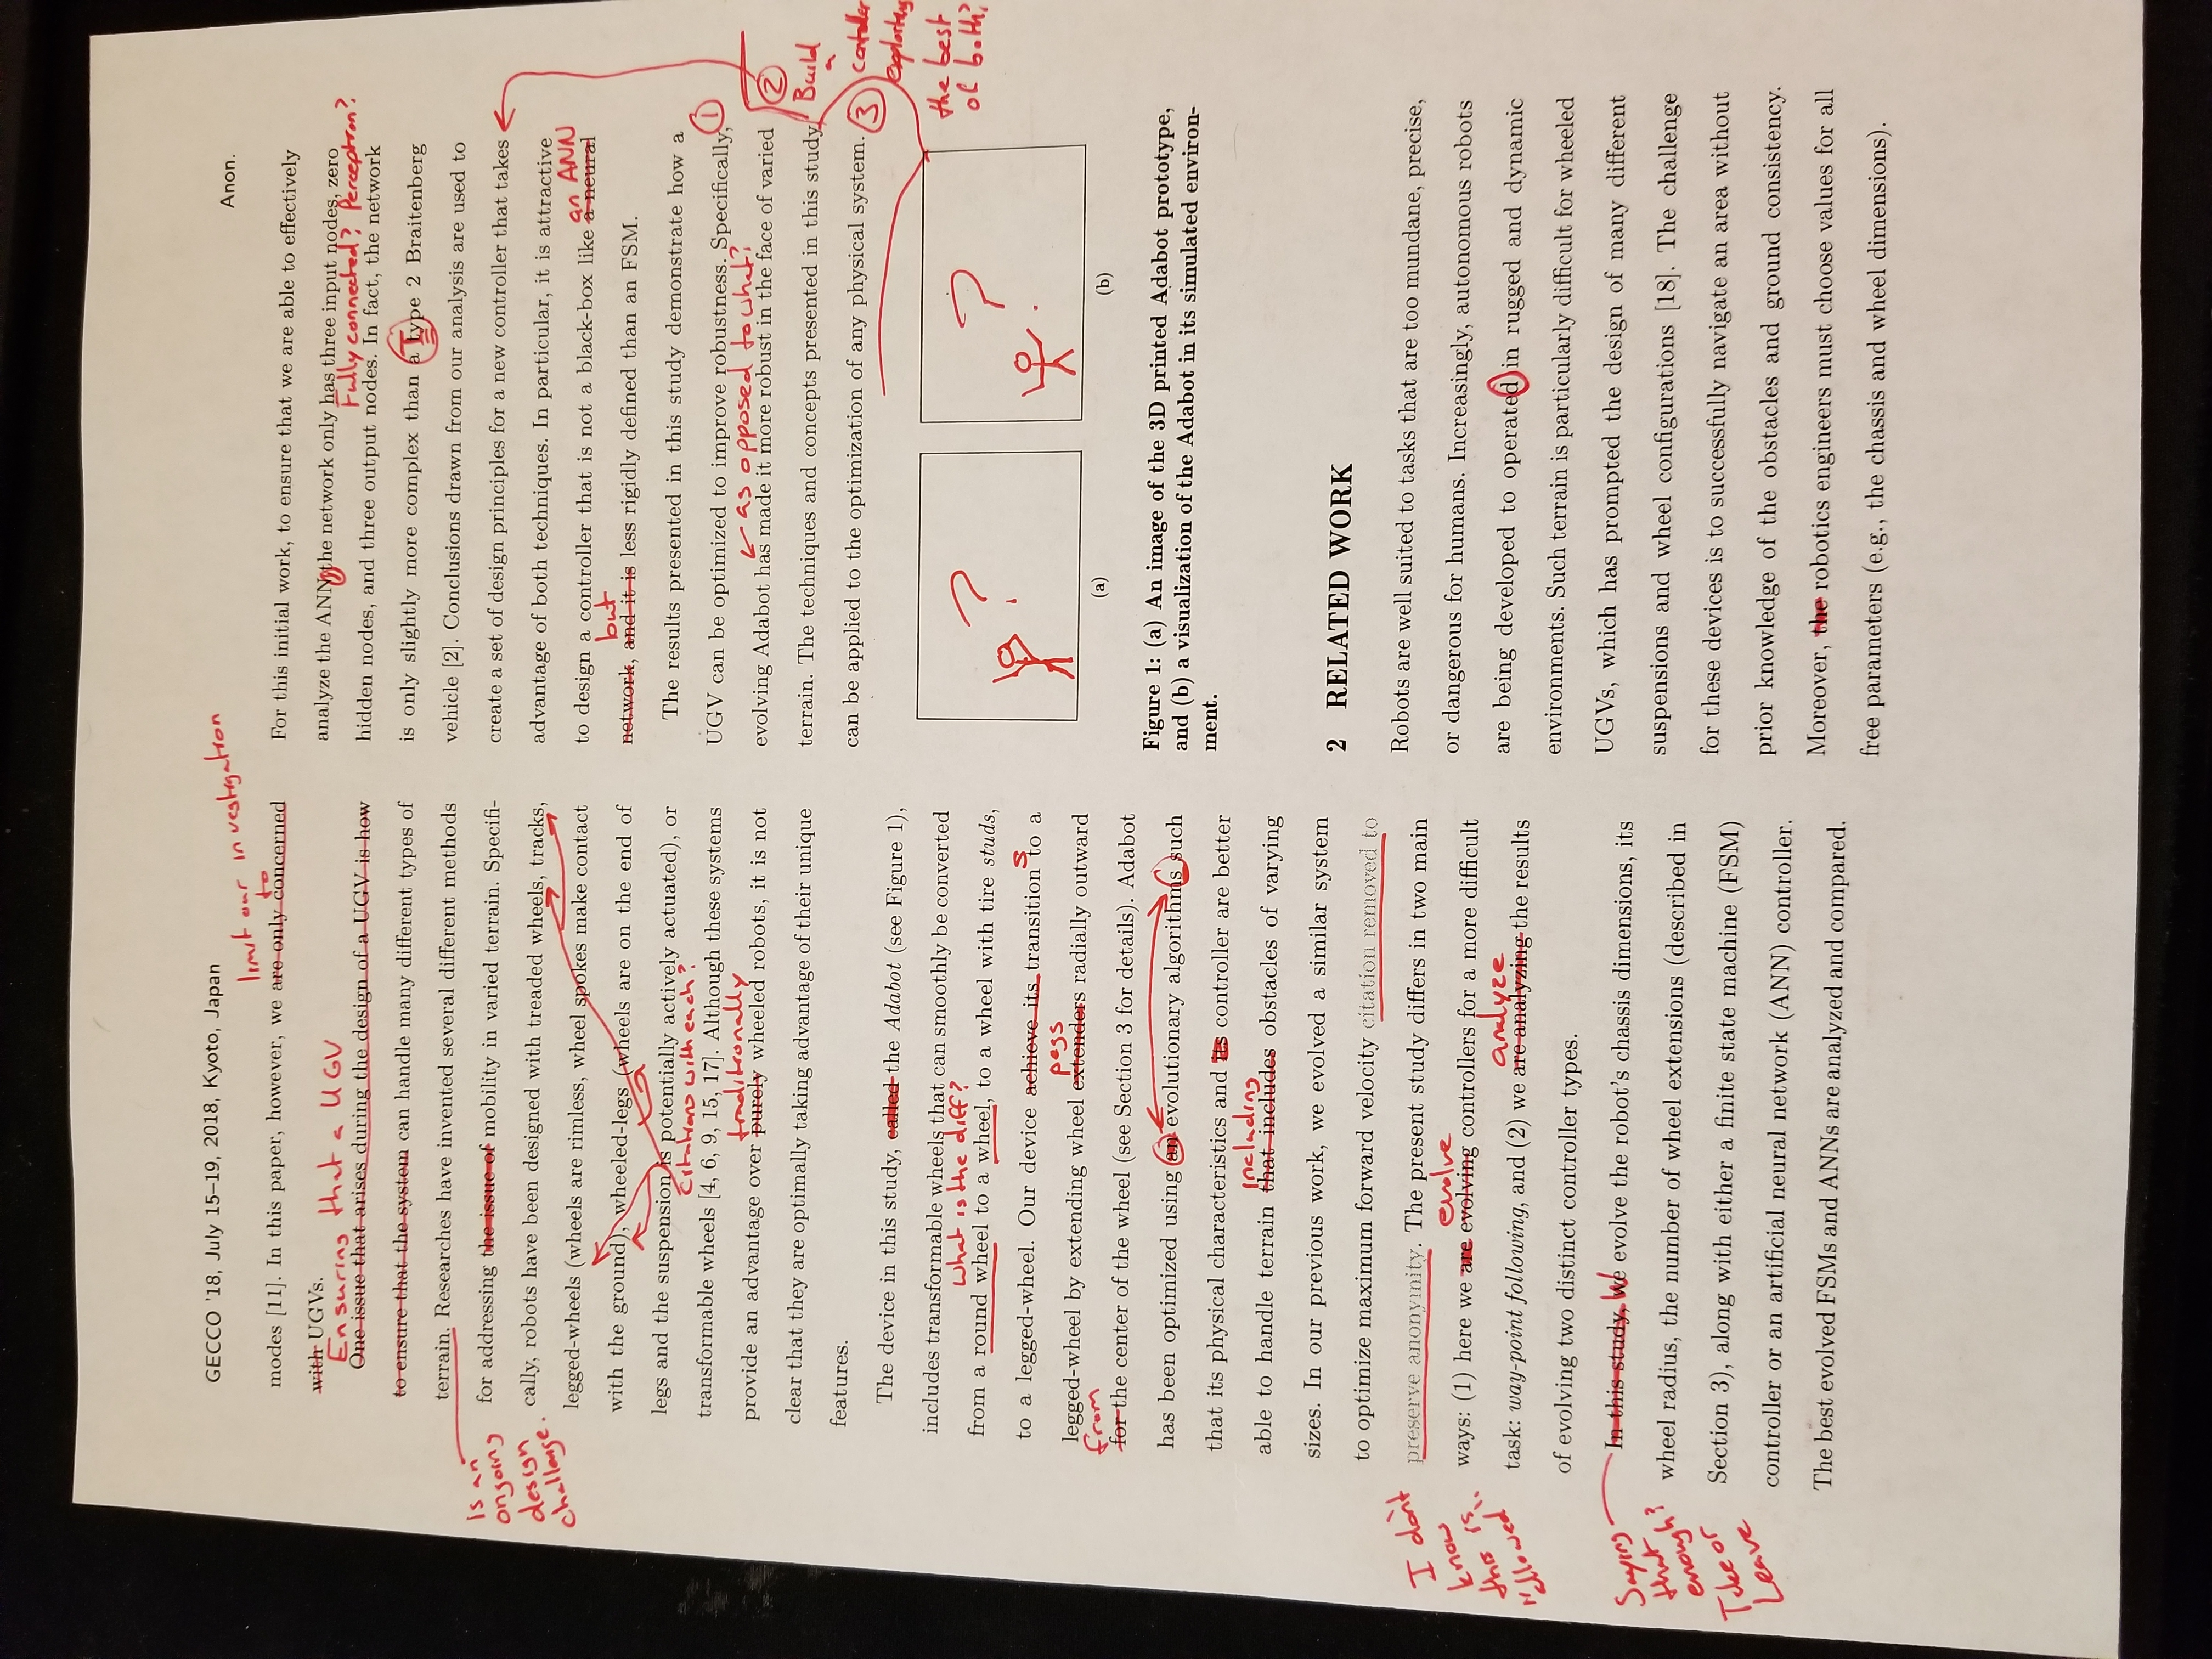 GECCO '18, July 15–19, 2018, Kyoto, Japan
Anon.
limit our investigation
to
modes [11]. In this paper, however, we are only concerned
with UGVs.
Ensuring that a UGV
One issue that arises during the design of a UGV is how
to ensure that the system can handle many different types of
terrain. Researches have invented several different methods
is an
ongoing
design
challenge.
for addressing the issue of mobility in varied terrain. Specifi-
cally, robots have been designed with treaded wheels, tracks,
legged-wheels (wheels are rimless, wheel spokes make contact
with the ground), wheeled-legs (wheels are on the end of
legs and the suspension is potentially actively actuated), or
Citations with each?
transformable wheels [4, 6, 9, 15, 17]. Although these systems
traditionally
provide an advantage over purely wheeled robots, it is not
clear that they are optimally taking advantage of their unique
features.
The device in this study, called the Adabot (see Figure 1),
includes transformable wheels that can smoothly be converted
What is the diff?
from a round wheel to a wheel, to a wheel with tire studs,
to a legged-wheel. Our device achieve its transition s to a
pegs
legged-wheel by extending wheel extenders radially outward
from
for the center of the wheel (see Section 3 for details). Adabot
has been optimized using an evolutionary algorithms such
that its physical characteristics and its controller are better
including
able to handle terrain that includes obstacles of varying
sizes. In our previous work, we evolved a similar system
to optimize maximum forward velocity citation removed to
preserve anonymity. The present study differs in two main
I don't
know
this is
"allowed"
evolve
ways: (1) here we are evolving controllers for a more difficult
analyze
task: way-point following, and (2) we are analyzing the results
of evolving two distinct controller types.
In this study, We evolve the robot's chassis dimensions, its
Saying
that
enough?
Take or
Leave
wheel radius, the number of wheel extensions (described in
Section 3), along with either a finite state machine (FSM)
controller or an artificial neural network (ANN) controller.
The best evolved FSMs and ANNs are analyzed and compared.
For this initial work, to ensure that we are able to effectively
analyze the ANN, the network only has three input nodes, zero
Fully connected? Perceptron?
hidden nodes, and three output nodes. In fact, the network
is only slightly more complex than a Type 2 Braitenberg
vehicle [2]. Conclusions drawn from our analysis are used to
create a set of design principles for a new controller that takes
advantage of both techniques. In particular, it is attractive
an ANN
to design a controller that is not a black-box like a neural
but
network, and it is less rigidly defined than an FSM.
The results presented in this study demonstrate how a
UGV can be optimized to improve robustness. Specifically, 1
as opposed to what?
evolving Adabot has made it more robust in the face of varied
terrain. The techniques and concepts presented in this study
can be applied to the optimization of any physical system. 3
2
Build
a
controller
exploiting
the best
of both?
?
?
(a)
(b)
Figure 1: (a) An image of the 3D printed Adabot prototype,
and (b) a visualization of the Adabot in its simulated environ-
ment.
2 RELATED WORK
Robots are well suited to tasks that are too mundane, precise,
or dangerous for humans. Increasingly, autonomous robots
are being developed to operated in rugged and dynamic
environments. Such terrain is particularly difficult for wheeled
UGVs, which has prompted the design of many different
suspensions and wheel configurations [18]. The challenge
for these devices is to successfully navigate an area without
prior knowledge of the obstacles and ground consistency.
Moreover, the robotics engineers must choose values for all
free parameters (e.g., the chassis and wheel dimensions).